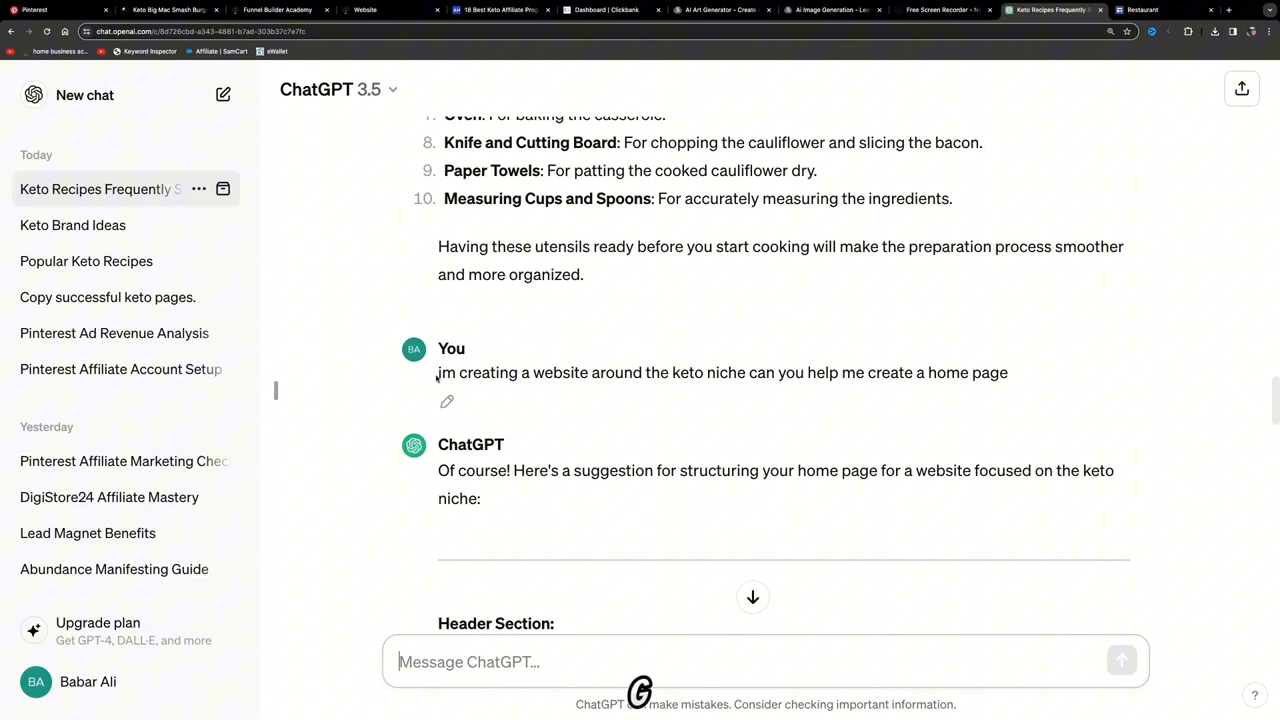 Pinterest
Keto Big Mac Smash Burg
Funnel Builder Academy
Website
18 Best Keto Affiliate Prog
Dashboard | Clickbank
AI Art Generator - Create
AI Image Generation - Le
Free Screen Recorder - N
Keto Recipes Frequently S
Restaurant
chat.openai.com/c/8d726cbd-a343-4881-b7ad-303b37c7e7fc
home business ac...
Keyword Inspector
Affiliate | SamCart
eWallet
New chat
Today
Keto Recipes Frequently S
Keto Brand Ideas
Popular Keto Recipes
Copy successful keto pages.
Pinterest Ad Revenue Analysis
Pinterest Affiliate Account Setup
Yesterday
Pinterest Affiliate Marketing Chec
DigiStore24 Affiliate Mastery
Lead Magnet Benefits
Abundance Manifesting Guide
Upgrade plan
Get GPT-4, DALL·E, and more
BA Babar Ali
ChatGPT 3.5
7. Oven: For baking the casserole.
8. Knife and Cutting Board: For chopping the cauliflower and slicing the bacon.
9. Paper Towels: For patting the cooked cauliflower dry.
10. Measuring Cups and Spoons: For accurately measuring the ingredients.
Having these utensils ready before you start cooking will make the preparation process smoother
and more organized.
BA You
im creating a website around the keto niche can you help me create a home page
ChatGPT
Of course! Here's a suggestion for structuring your home page for a website focused on the keto
niche:
Header Section:
Message ChatGPT...
G
ChatGPT make mistakes. Consider checking important information.
?